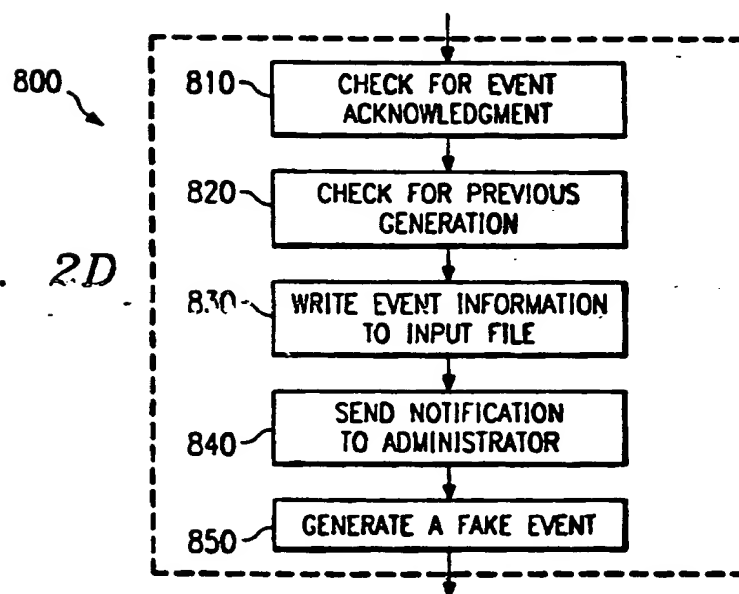 800
810
CHECK FOR EVENT
ACKNOWLEDGMENT
820
CHECK FOR PREVIOUS
GENERATION
2D
830
WRITE EVENT INFORMATION
TO INPUT FILE
840
SEND NOTIFICATION
TO ADMINISTRATOR
850
GENERATE A FAKE EVENT